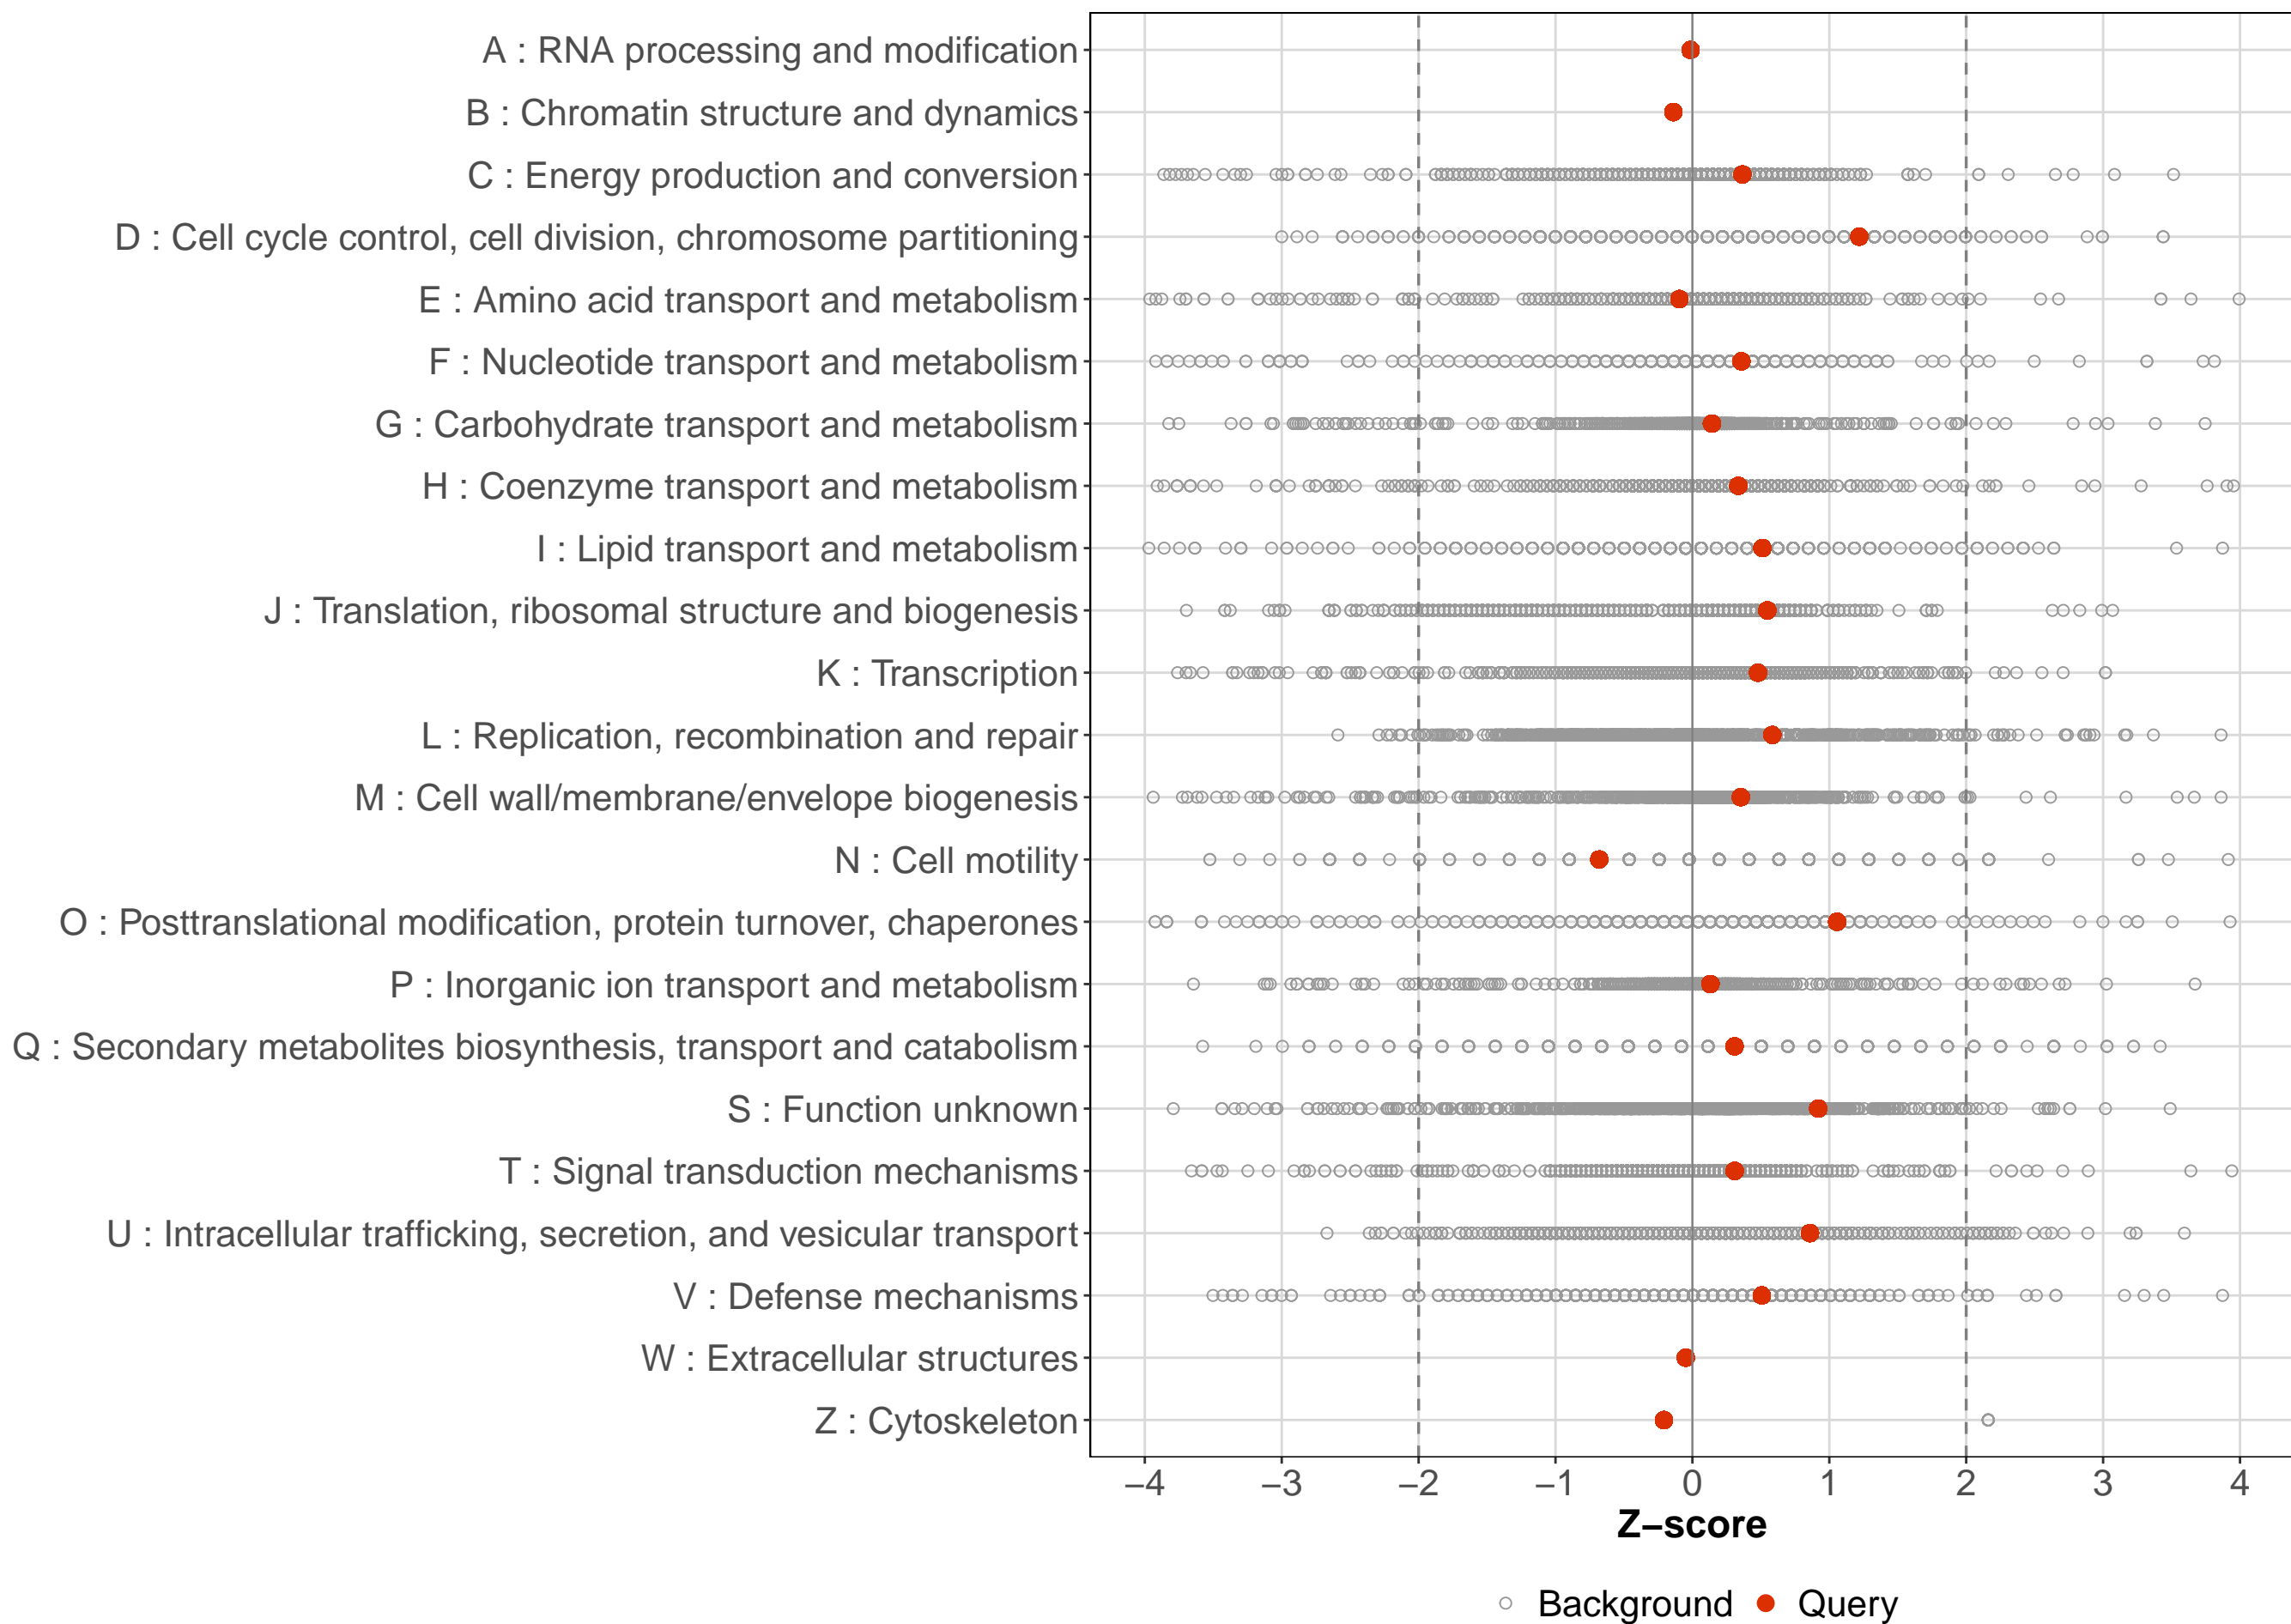 A : RNA processing and modification
B : Chromatin structure and dynamics
C : Energy production and conversion
D : Cell cycle control, cell division, chromosome partitioning
E : Amino acid transport and metabolism
F : Nucleotide transport and metabolism
G : Carbohydrate transport and metabolism
H : Coenzyme transport and metabolism
I : Lipid transport and metabolism
J : Translation, ribosomal structure and biogenesis
K : Transcription
L : Replication, recombination and repair
M : Cell wall/membrane/envelope biogenesis
N : Cell motility
O : Posttranslational modification, protein turnover, chaperones
P : Inorganic ion transport and metabolism
Q : Secondary metabolites biosynthesis, transport and catabolism
S : Function unknown
T : Signal transduction mechanisms
U : Intracellular trafficking, secretion, and vesicular transport
V : Defense mechanisms
W : Extracellular structures
Z : Cytoskeleton
−4 −3 −2 −1 0 1 2 3 4
Z−score
Background Query